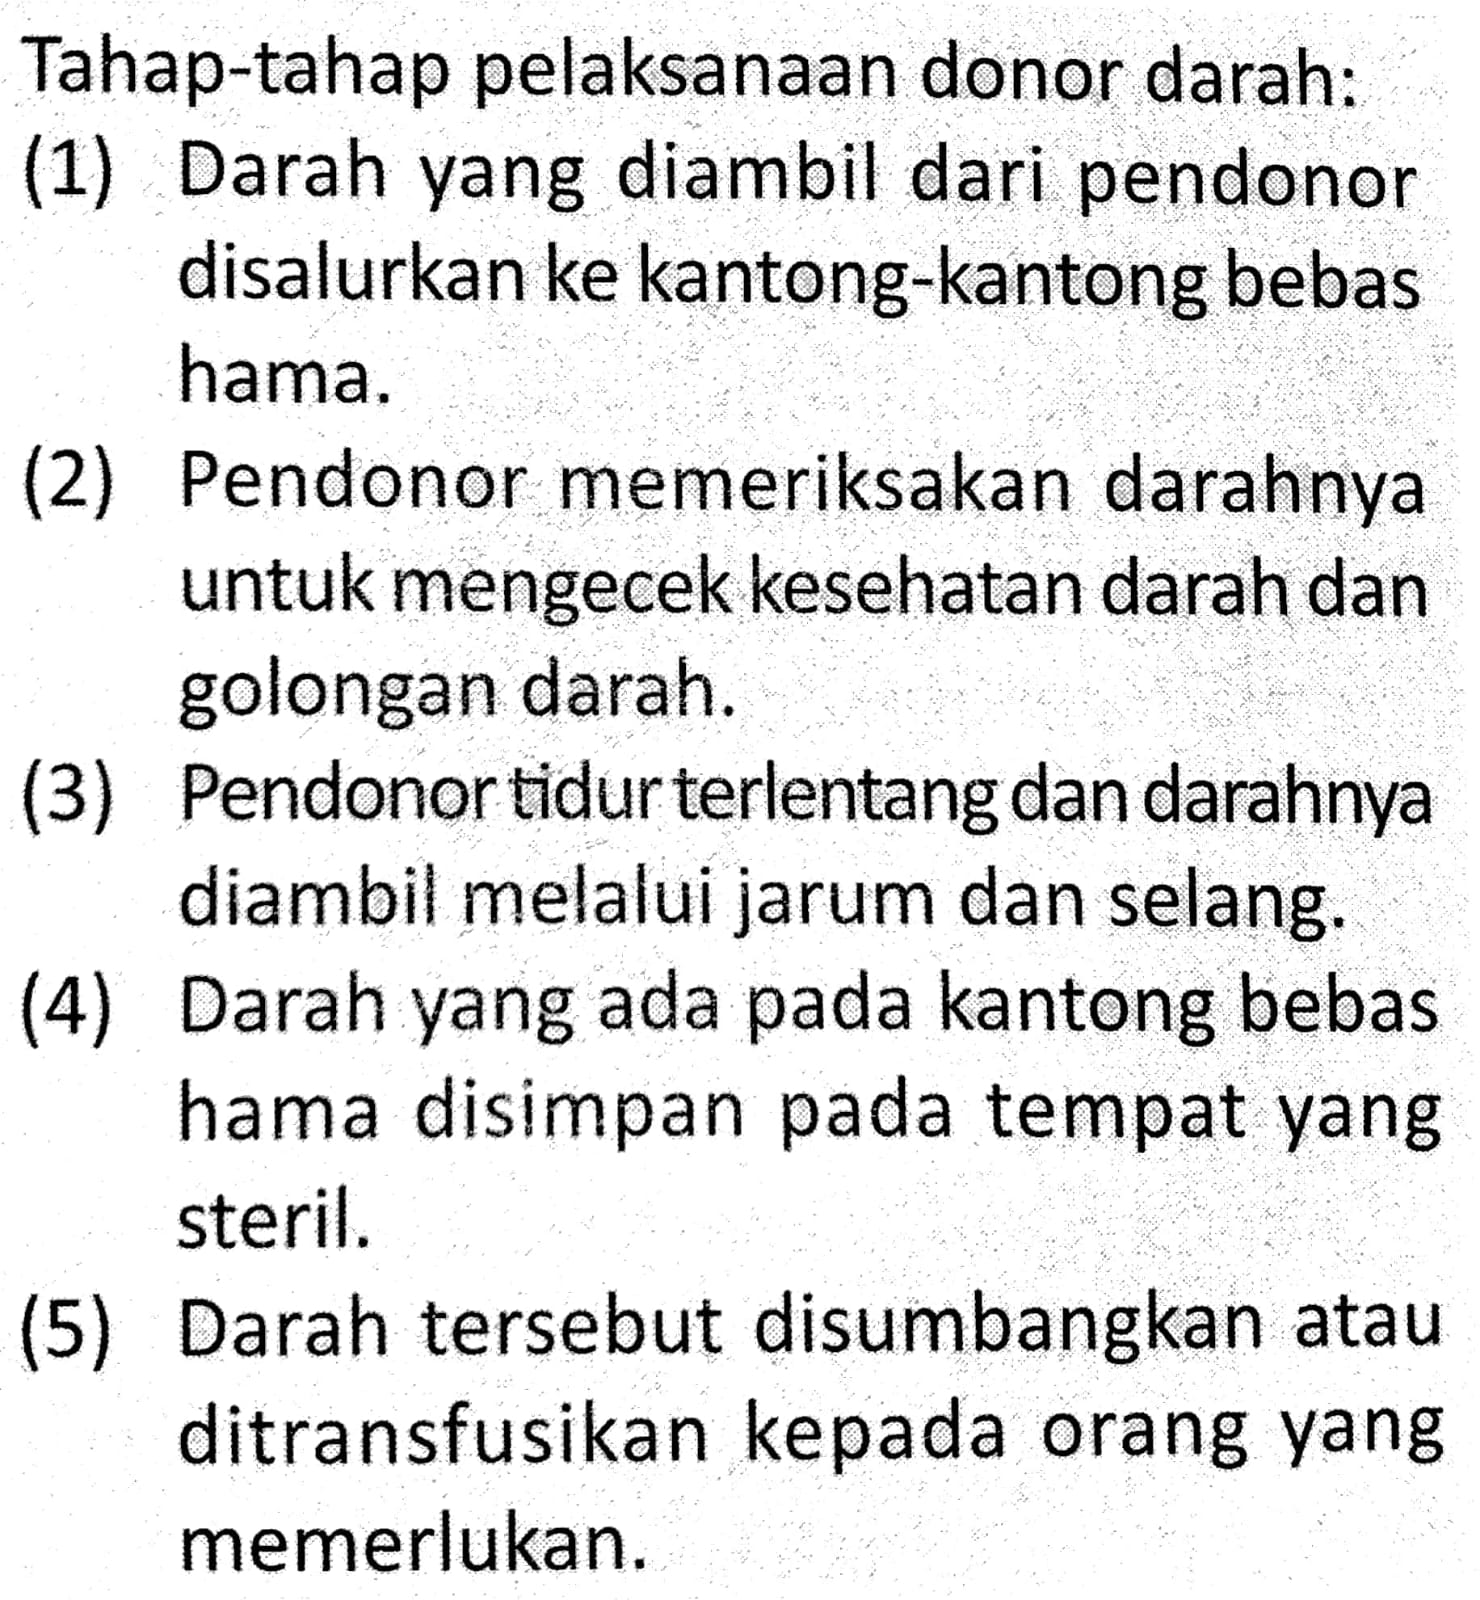 Tahap-tahap pelaksanaan donor darah:
(1) Darah yang diambil dari pendonor
disalurkan ke kantong-kantong bebas
hama.
(2) Pendonor memeriksakan darahnya
untuk mengecek kesehatan darah dan
golongan darah.
(3) Pendonor tidur terlentang dan darahnya
diambil melalui jarum dan selang.
(4) Darah yang ada pada kantong bebas
hama disimpan pada tempat yang
steril.
(5) Darah tersebut disumbangkan atau
ditransfusikan kepada orang yang
memerlukan.